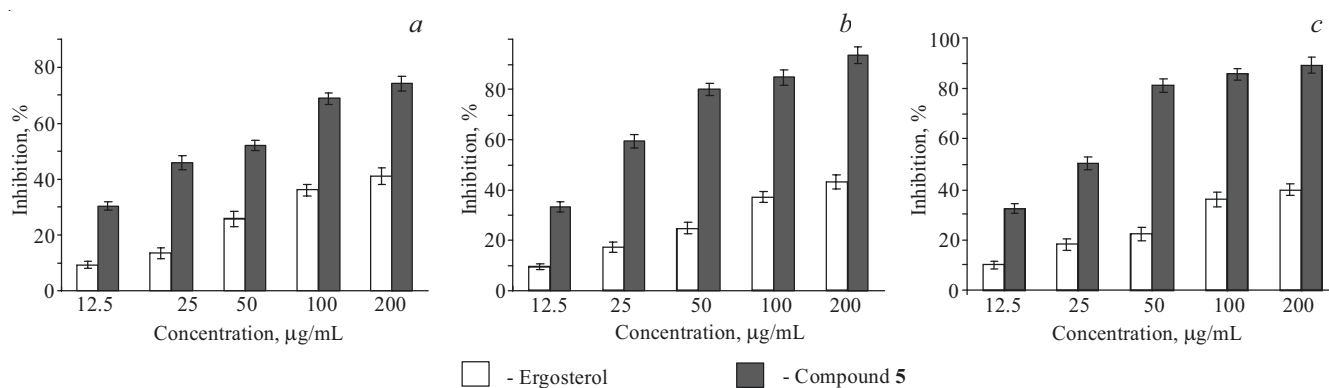 a
80
60
40
20
0
Inhibition, %
12.5 25 50 100 200
Concentration, μg/mL
b
80
60
40
20
0
Inhibition, %
12.5 25 50 100 200
Concentration, μg/mL
c
100
80
60
40
20
0
Inhibition, %
12.5 25 50 100 200
Concentration, μg/mL
- Ergosterol
- Compound 5